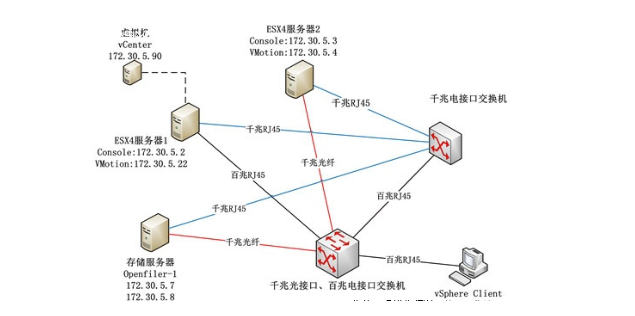 虚拟机
vCenter
172.30.5.90
ESX4服务器2
Console:172.30.5.3
VMotion:172.30.5.4
千兆电接口交换机
千兆RJ45
千兆RJ45
ESX4服务器1
Console:172.30.5.2
VMotion:172.30.5.22
千兆光纤
百兆RJ45
百兆RJ45
千兆RJ45
千兆光纤
百兆RJ45
存储服务器
Openfiler-1
172.30.5.7
172.30.5.8
千兆光接口、百兆电接口交换机
vSphere Client